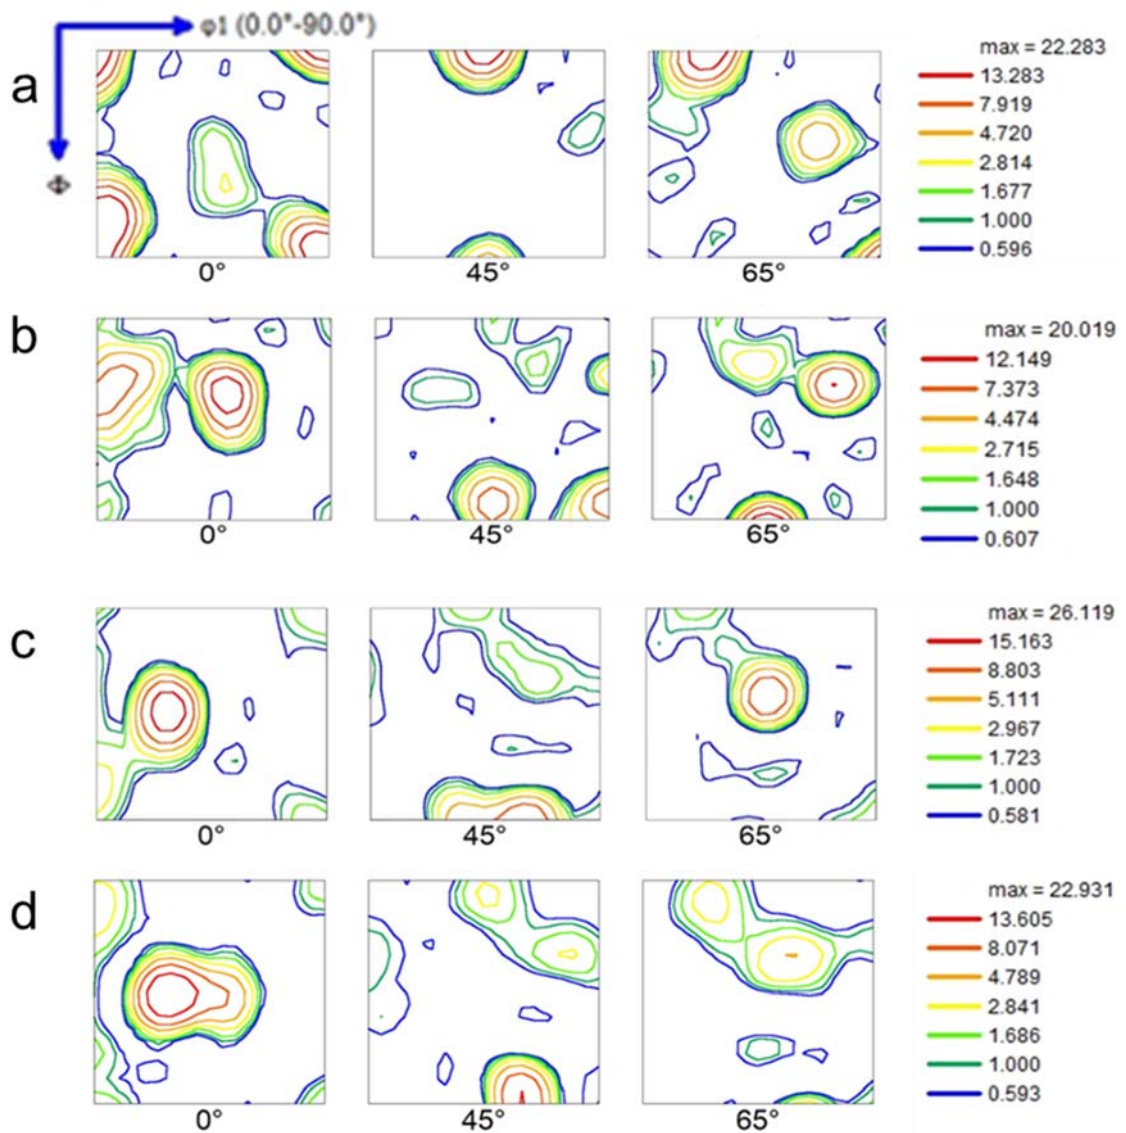 φ1 (0.0°-90.0°)
Φ
a
max = 22.283
13.283
7.919
4.720
2.814
1.677
1.000
0.596
0° 45° 65°
b
max = 20.019
12.149
7.373
4.474
2.715
1.648
1.000
0.607
0° 45° 65°
c
max = 26.119
15.163
8.803
5.111
2.967
1.723
1.000
0.581
0° 45° 65°
d
max = 22.931
13.605
8.071
4.789
2.841
1.686
1.000
0.593
0° 45° 65°